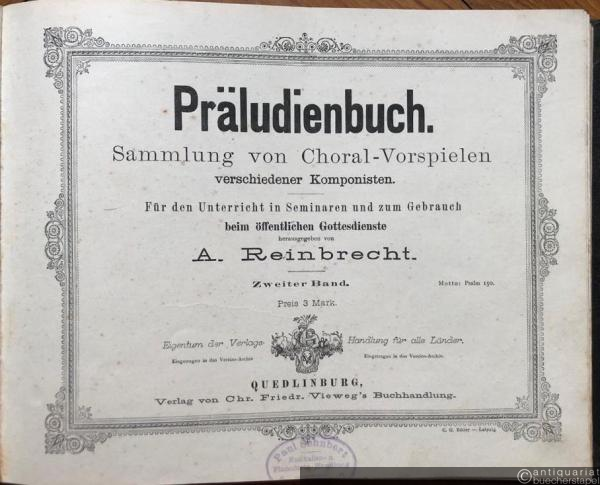 Präludienbuch.
Sammlung von Choral-Vorspielen
verschiedener Komponisten.
Für den Unterricht in Seminaren und zum Gebrauch
beim öffentlichen Gottesdienste
herausgegeben von
A. Reinbrecht.
Zweiter Band.
Motto: Psalm 150.
Preis 3 Mark.
Eigentum der Verlags-Handlung für alle Länder.
Eingetragen in das Vereins-Archiv.
Eingetragen in das Vereins-Archiv.
QUEDLINBURG,
Verlag von Chr. Friedr. Vieweg's Buchhandlung.
C. G. Röder — Leipzig.
Paul Schubert
Musikalien- u.
antiquariat
buecherstapel